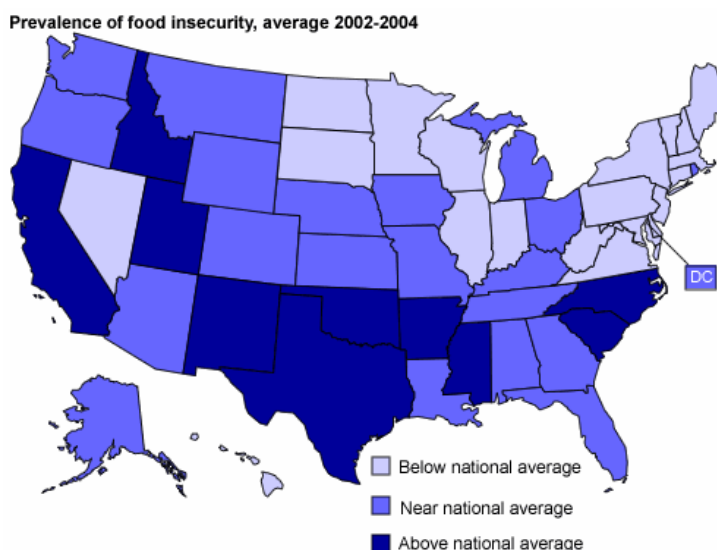 Prevalence of food insecurity, average 2002-2004
DC
Below national average
Near national average
Above national average